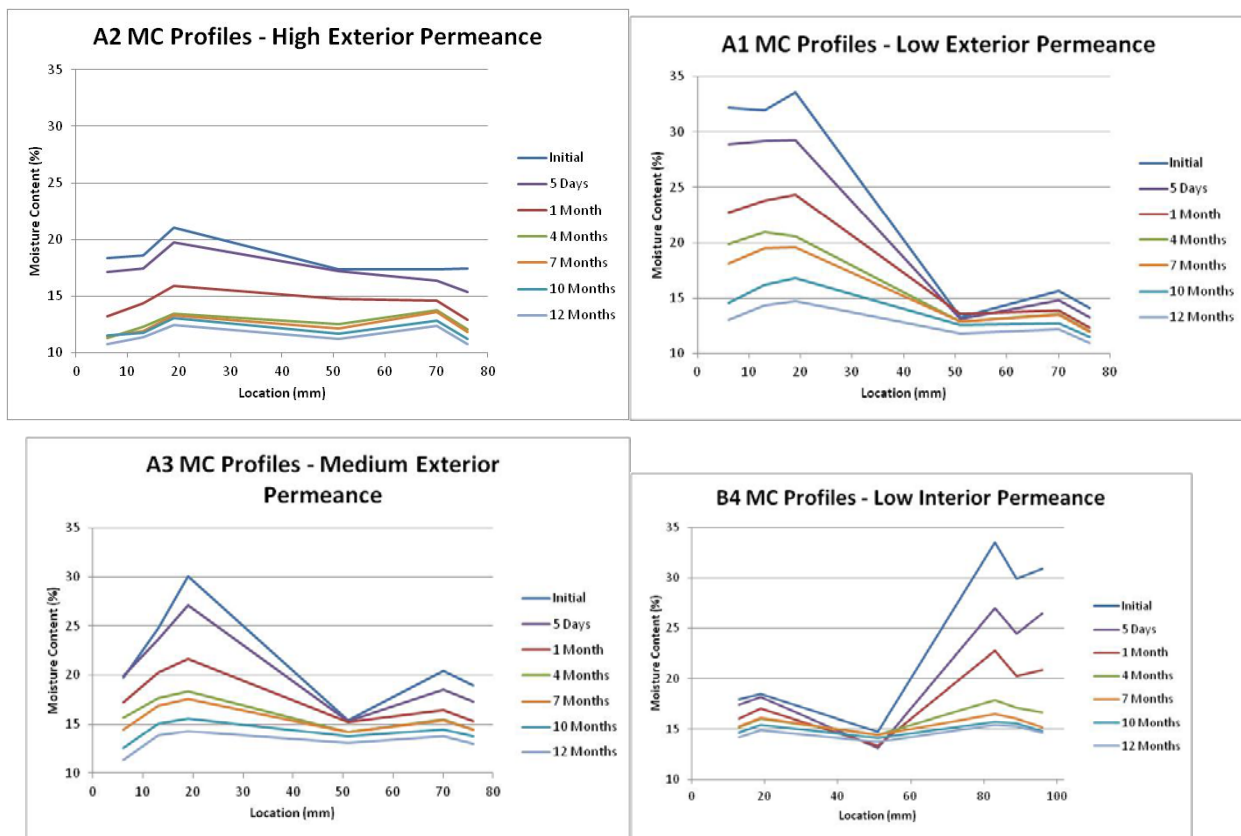 A2 MC Profiles - High Exterior Permeance
35
30
25
20
15
10
Moisture Content (%)
0 10 20 30 40 50 60 70 80
Location (mm)
Initial
5 Days
1 Month
4 Months
7 Months
10 Months
12 Months
A1 MC Profiles - Low Exterior Permeance
35
30
25
20
15
10
Moisture Content (%)
0 10 20 30 40 50 60 70 80
Location (mm)
Initial
5 Days
1 Month
4 Months
7 Months
10 Months
12 Months
A3 MC Profiles - Medium Exterior
Permeance
35
30
25
20
15
10
Moisture Content (%)
0 10 20 30 40 50 60 70 80
Location (mm)
Initial
5 Days
1 Month
4 Months
7 Months
10 Months
12 Months
B4 MC Profiles - Low Interior Permeance
35
30
25
20
15
10
Moisture Content (%)
0 20 40 60 80 100
Location (mm)
Initial
5 Days
1 Month
4 Months
7 Months
10 Months
12 Months